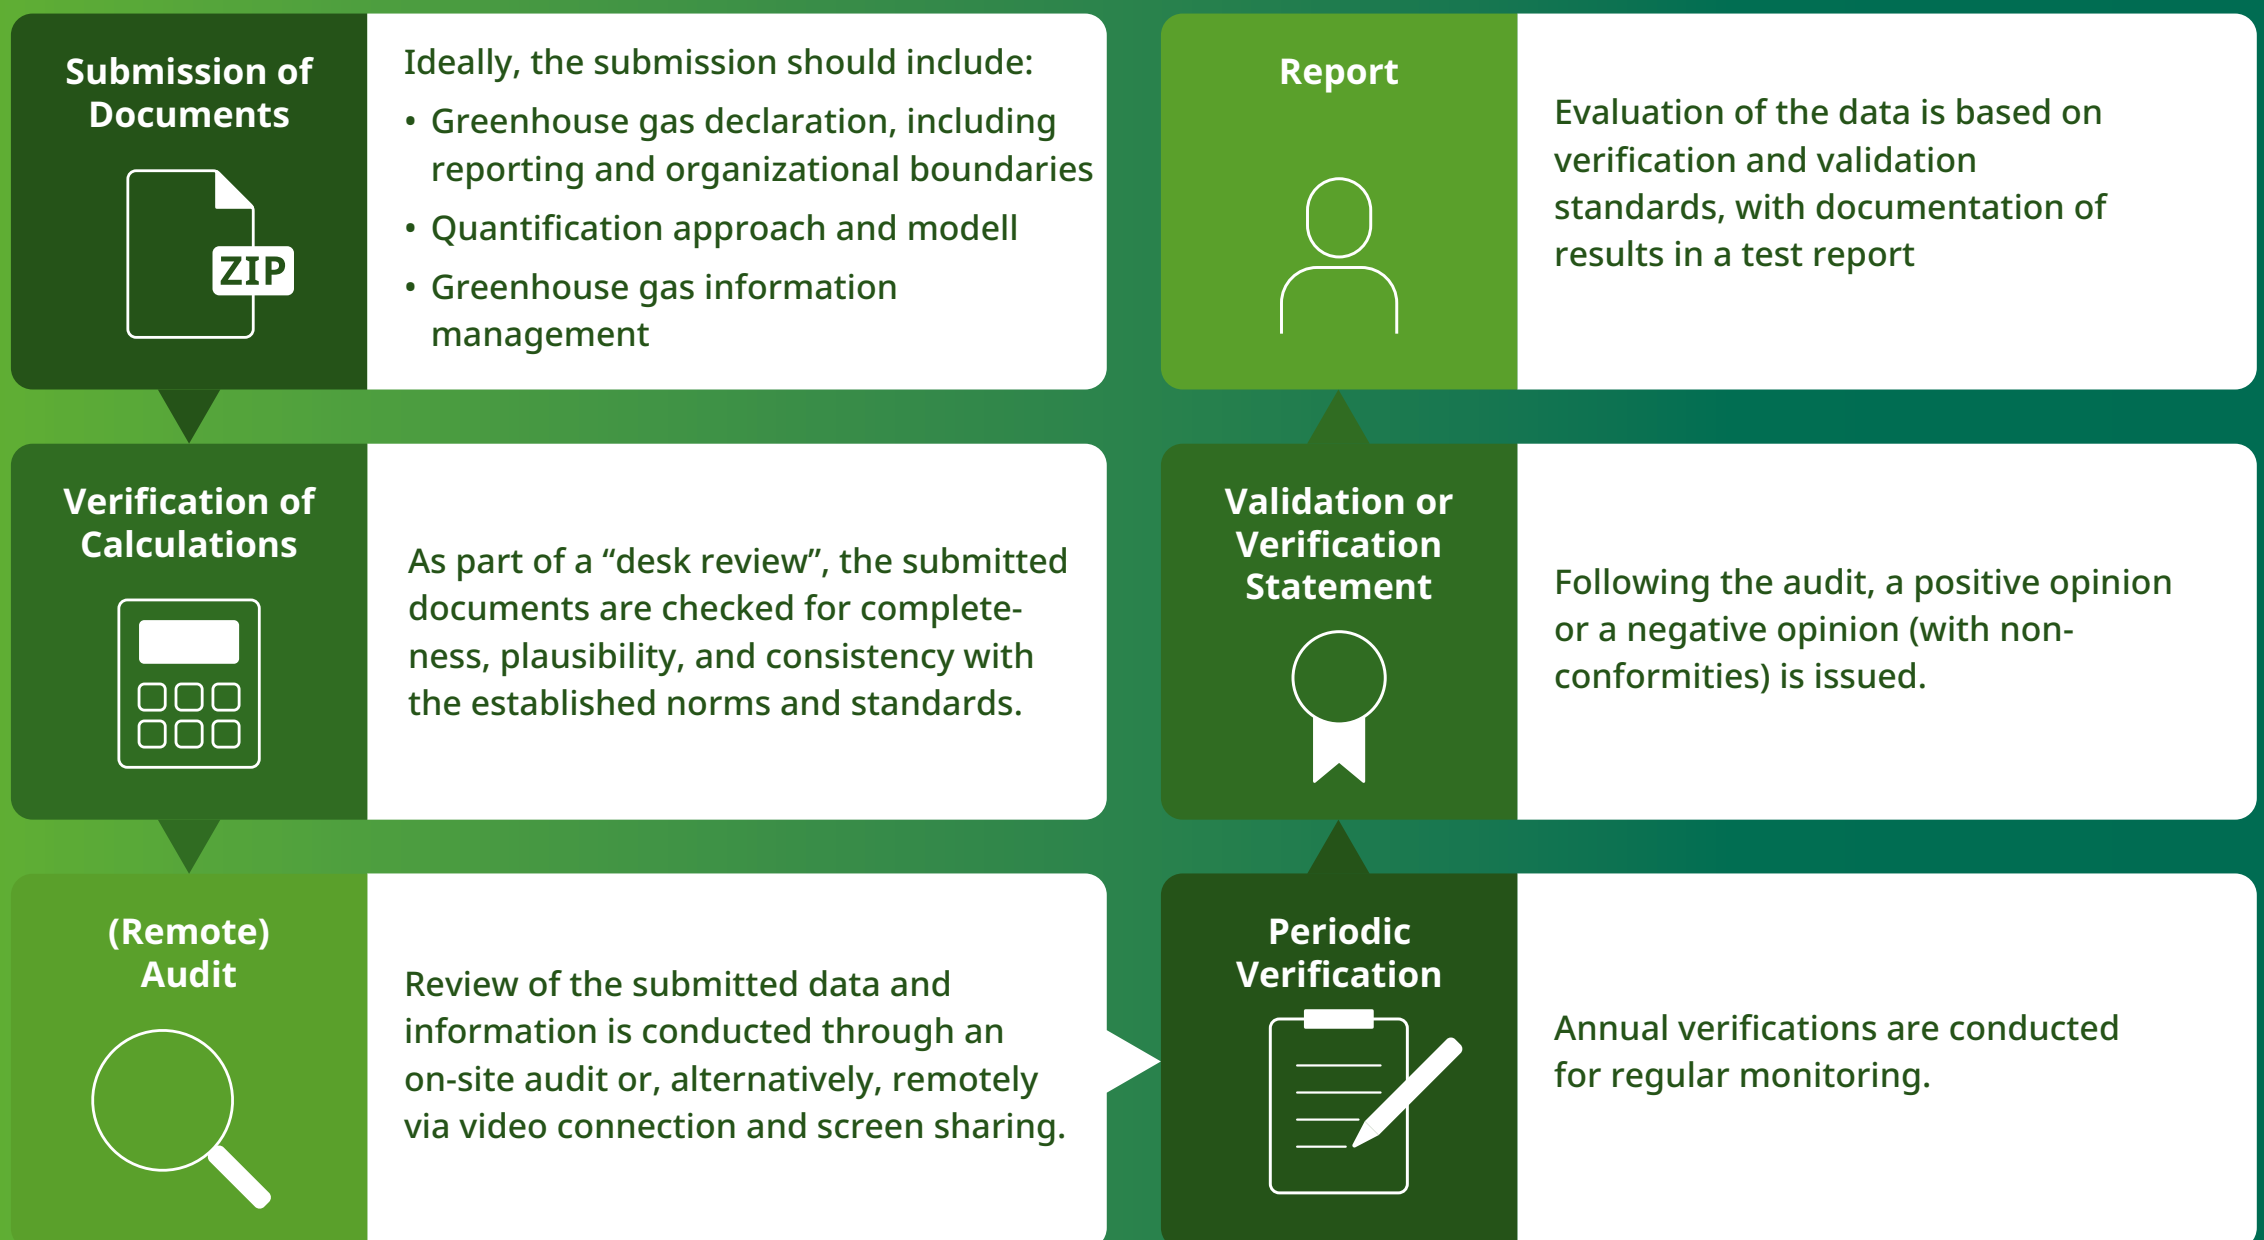 Submission of
Documents
ZIP
Ideally, the submission should include:
• Greenhouse gas declaration, including
reporting and organizational boundaries
• Quantification approach and modell
• Greenhouse gas information
management
Verification of
Calculations
As part of a “desk review”, the submitted
documents are checked for complete-
ness, plausibility, and consistency with
the established norms and standards.
(Remote)
Audit
Review of the submitted data and
information is conducted through an
on-site audit or, alternatively, remotely
via video connection and screen sharing.
Periodic
Verification
Annual verifications are conducted
for regular monitoring.
Validation or
Verification
Statement
Following the audit, a positive opinion
or a negative opinion (with non-
conformities) is issued.
Report
Evaluation of the data is based on
verification and validation
standards, with documentation of
results in a test report